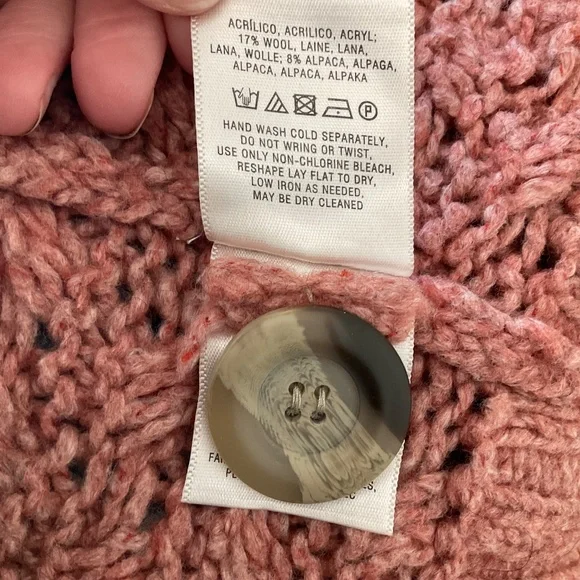 ACRÍLICO, ACRILICO, ACRYL;
17% WOOL, LAINE, LANA,
LANA, WOLLE; 8% ALPACA, ALPAGA,
ALPACA, ALPACA, ALPAKA
HAND WASH COLD SEPARATELY,
DO NOT WRING OR TWIST,
USE ONLY NON-CHLORINE BLEACH,
RESHAPE LAY FLAT TO DRY,
LOW IRON AS NEEDED,
MAY BE DRY CLEANED